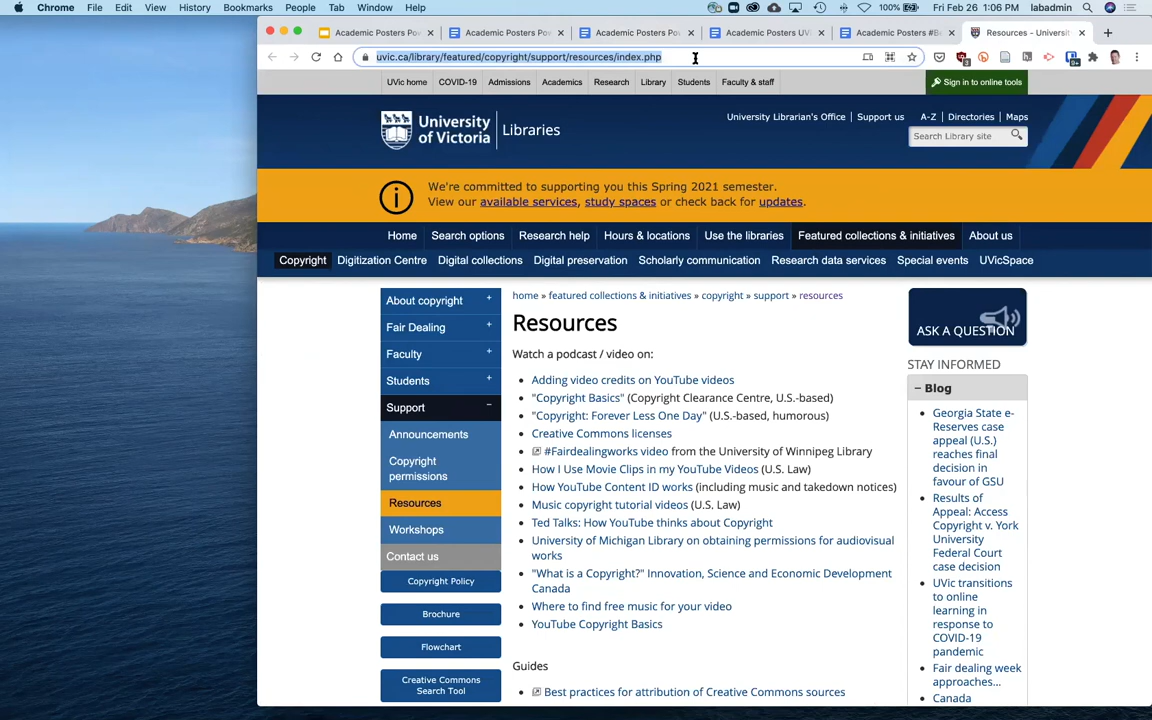 Chrome File Edit View History Bookmarks People Tab Window Help 100% Fri Feb 26 1:06 PM labadmin
Academic Posters Pow Academic Posters Pow Academic Posters Pow Academic Posters UVi Academic Posters #B Resources - Universit
uvic.ca/library/featured/copyright/support/resources/index.php
UVic home COVID-19 Admissions Academics Research Library Students Faculty & staff Sign in to online tools
University of Victoria Libraries
University Librarian's Office Support us A-Z Directories Maps
Search Library site
We're committed to supporting you this Spring 2021 semester.
View our available services, study spaces or check back for updates.
Home Search options Research help Hours & locations Use the libraries Featured collections & initiatives About us
Copyright Digitization Centre Digital collections Digital preservation Scholarly communication Research data services Special events UVicSpace
About copyright +
Fair Dealing +
Faculty +
Students +
Support −
Announcements
Copyright
permissions
Resources
Workshops
Contact us
Copyright Policy
Brochure
Flowchart
Creative Commons
Search Tool
home » featured collections & initiatives » copyright » support » resources
Resources
Watch a podcast / video on:
Adding video credits on YouTube videos
"Copyright Basics" (Copyright Clearance Centre, U.S.-based)
"Copyright: Forever Less One Day" (U.S.-based, humorous)
Creative Commons licenses
#Fairdealingworks video from the University of Winnipeg Library
How I Use Movie Clips in my YouTube Videos (U.S. Law)
How YouTube Content ID works (including music and takedown notices)
Music copyright tutorial videos (U.S. Law)
Ted Talks: How YouTube thinks about Copyright
University of Michigan Library on obtaining permissions for audiovisual
works
"What is a Copyright?" Innovation, Science and Economic Development
Canada
Where to find free music for your video
YouTube Copyright Basics
Guides
Best practices for attribution of Creative Commons sources
ASK A QUESTION
STAY INFORMED
− Blog
Georgia State e-
Reserves case
appeal (U.S.)
reaches final
decision in
favour of GSU
Results of
Appeal: Access
Copyright v. York
University
Federal Court
case decision
UVic transitions
to online
learning in
response to
COVID-19
pandemic
Fair dealing week
approaches...
Canada